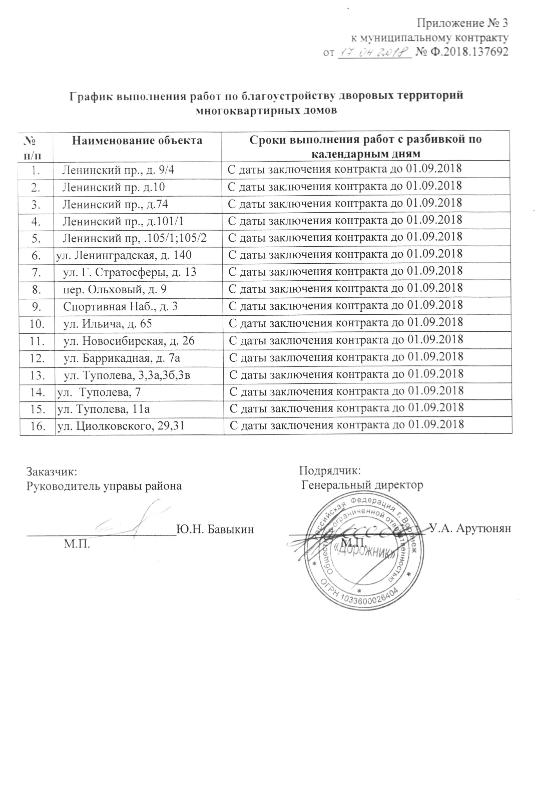 Приложение № 3
к муниципальному контракту
от 17.04.2018 № Ф.2018.137692
График выполнения работ по благоустройству дворовых территорий
многоквартирных домов
№ п/п Наименование объекта Сроки выполнения работ с разбивкой по календарным дням
1. Ленинский пр., д. 9/4 С даты заключения контракта до 01.09.2018
2. Ленинский пр. д.10 С даты заключения контракта до 01.09.2018
3. Ленинский пр., д.74 С даты заключения контракта до 01.09.2018
4. Ленинский пр., д.101/1 С даты заключения контракта до 01.09.2018
5. Ленинский пр, .105/1;105/2 С даты заключения контракта до 01.09.2018
6. ул. Ленинградская, д. 140 С даты заключения контракта до 01.09.2018
7. ул. Г. Стратосферы, д. 13 С даты заключения контракта до 01.09.2018
8. пер. Ольховый, д. 9 С даты заключения контракта до 01.09.2018
9. Спортивная Наб., д. 3 С даты заключения контракта до 01.09.2018
10. ул. Ильича, д. 65 С даты заключения контракта до 01.09.2018
11. ул. Новосибирская, д. 26 С даты заключения контракта до 01.09.2018
12. ул. Баррикадная, д. 7а С даты заключения контракта до 01.09.2018
13. ул. Туполева, 3,3а,3б,3в С даты заключения контракта до 01.09.2018
14. ул. Туполева, 7 С даты заключения контракта до 01.09.2018
15. ул. Туполева, 11а С даты заключения контракта до 01.09.2018
16. ул. Циолковского, 29,31 С даты заключения контракта до 01.09.2018
Заказчик: Подрядчик:
Руководитель управы района Генеральный директор
Ю.Н. Бавыкин У.А. Арутюнян
М.П. М.П.
Российская Федерация г. Воронеж
Общество с ограниченной ответственностью
«Дорожник»
ОГРН 1033600026404